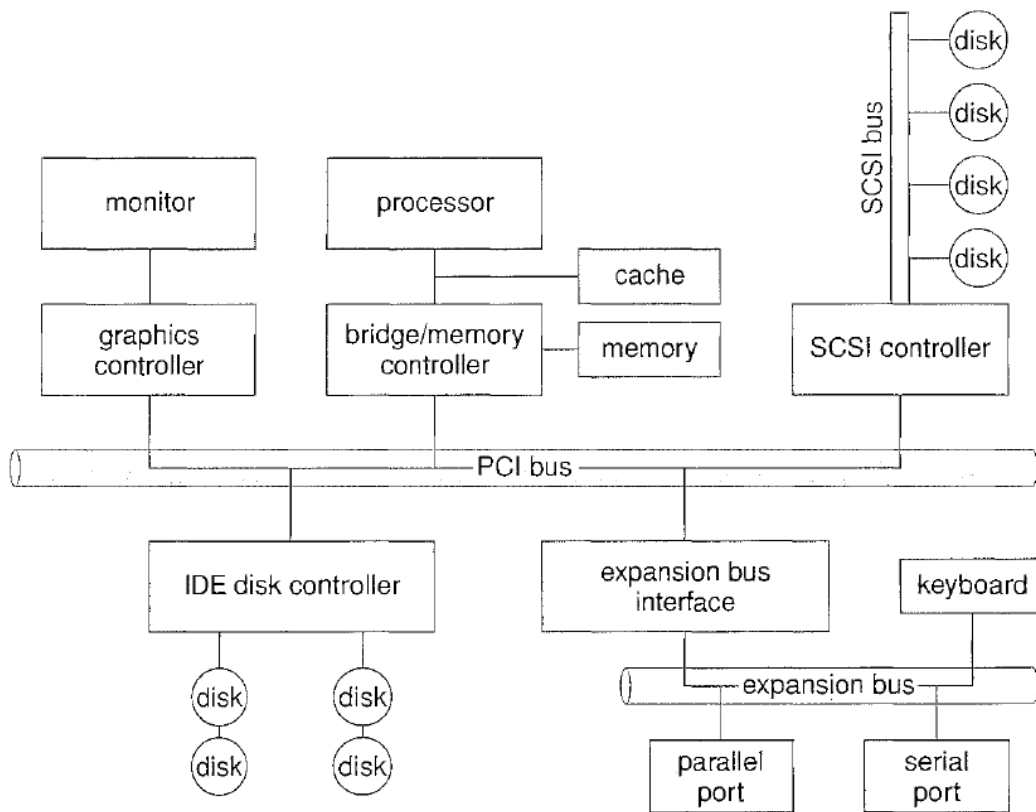 disk
disk
disk
disk
SCSI bus
monitor
processor
cache
graphics
controller
bridge/memory
controller
memory
SCSI controller
PCI bus
IDE disk controller
expansion bus
interface
keyboard
disk
disk
disk
disk
expansion bus
parallel
port
serial
port